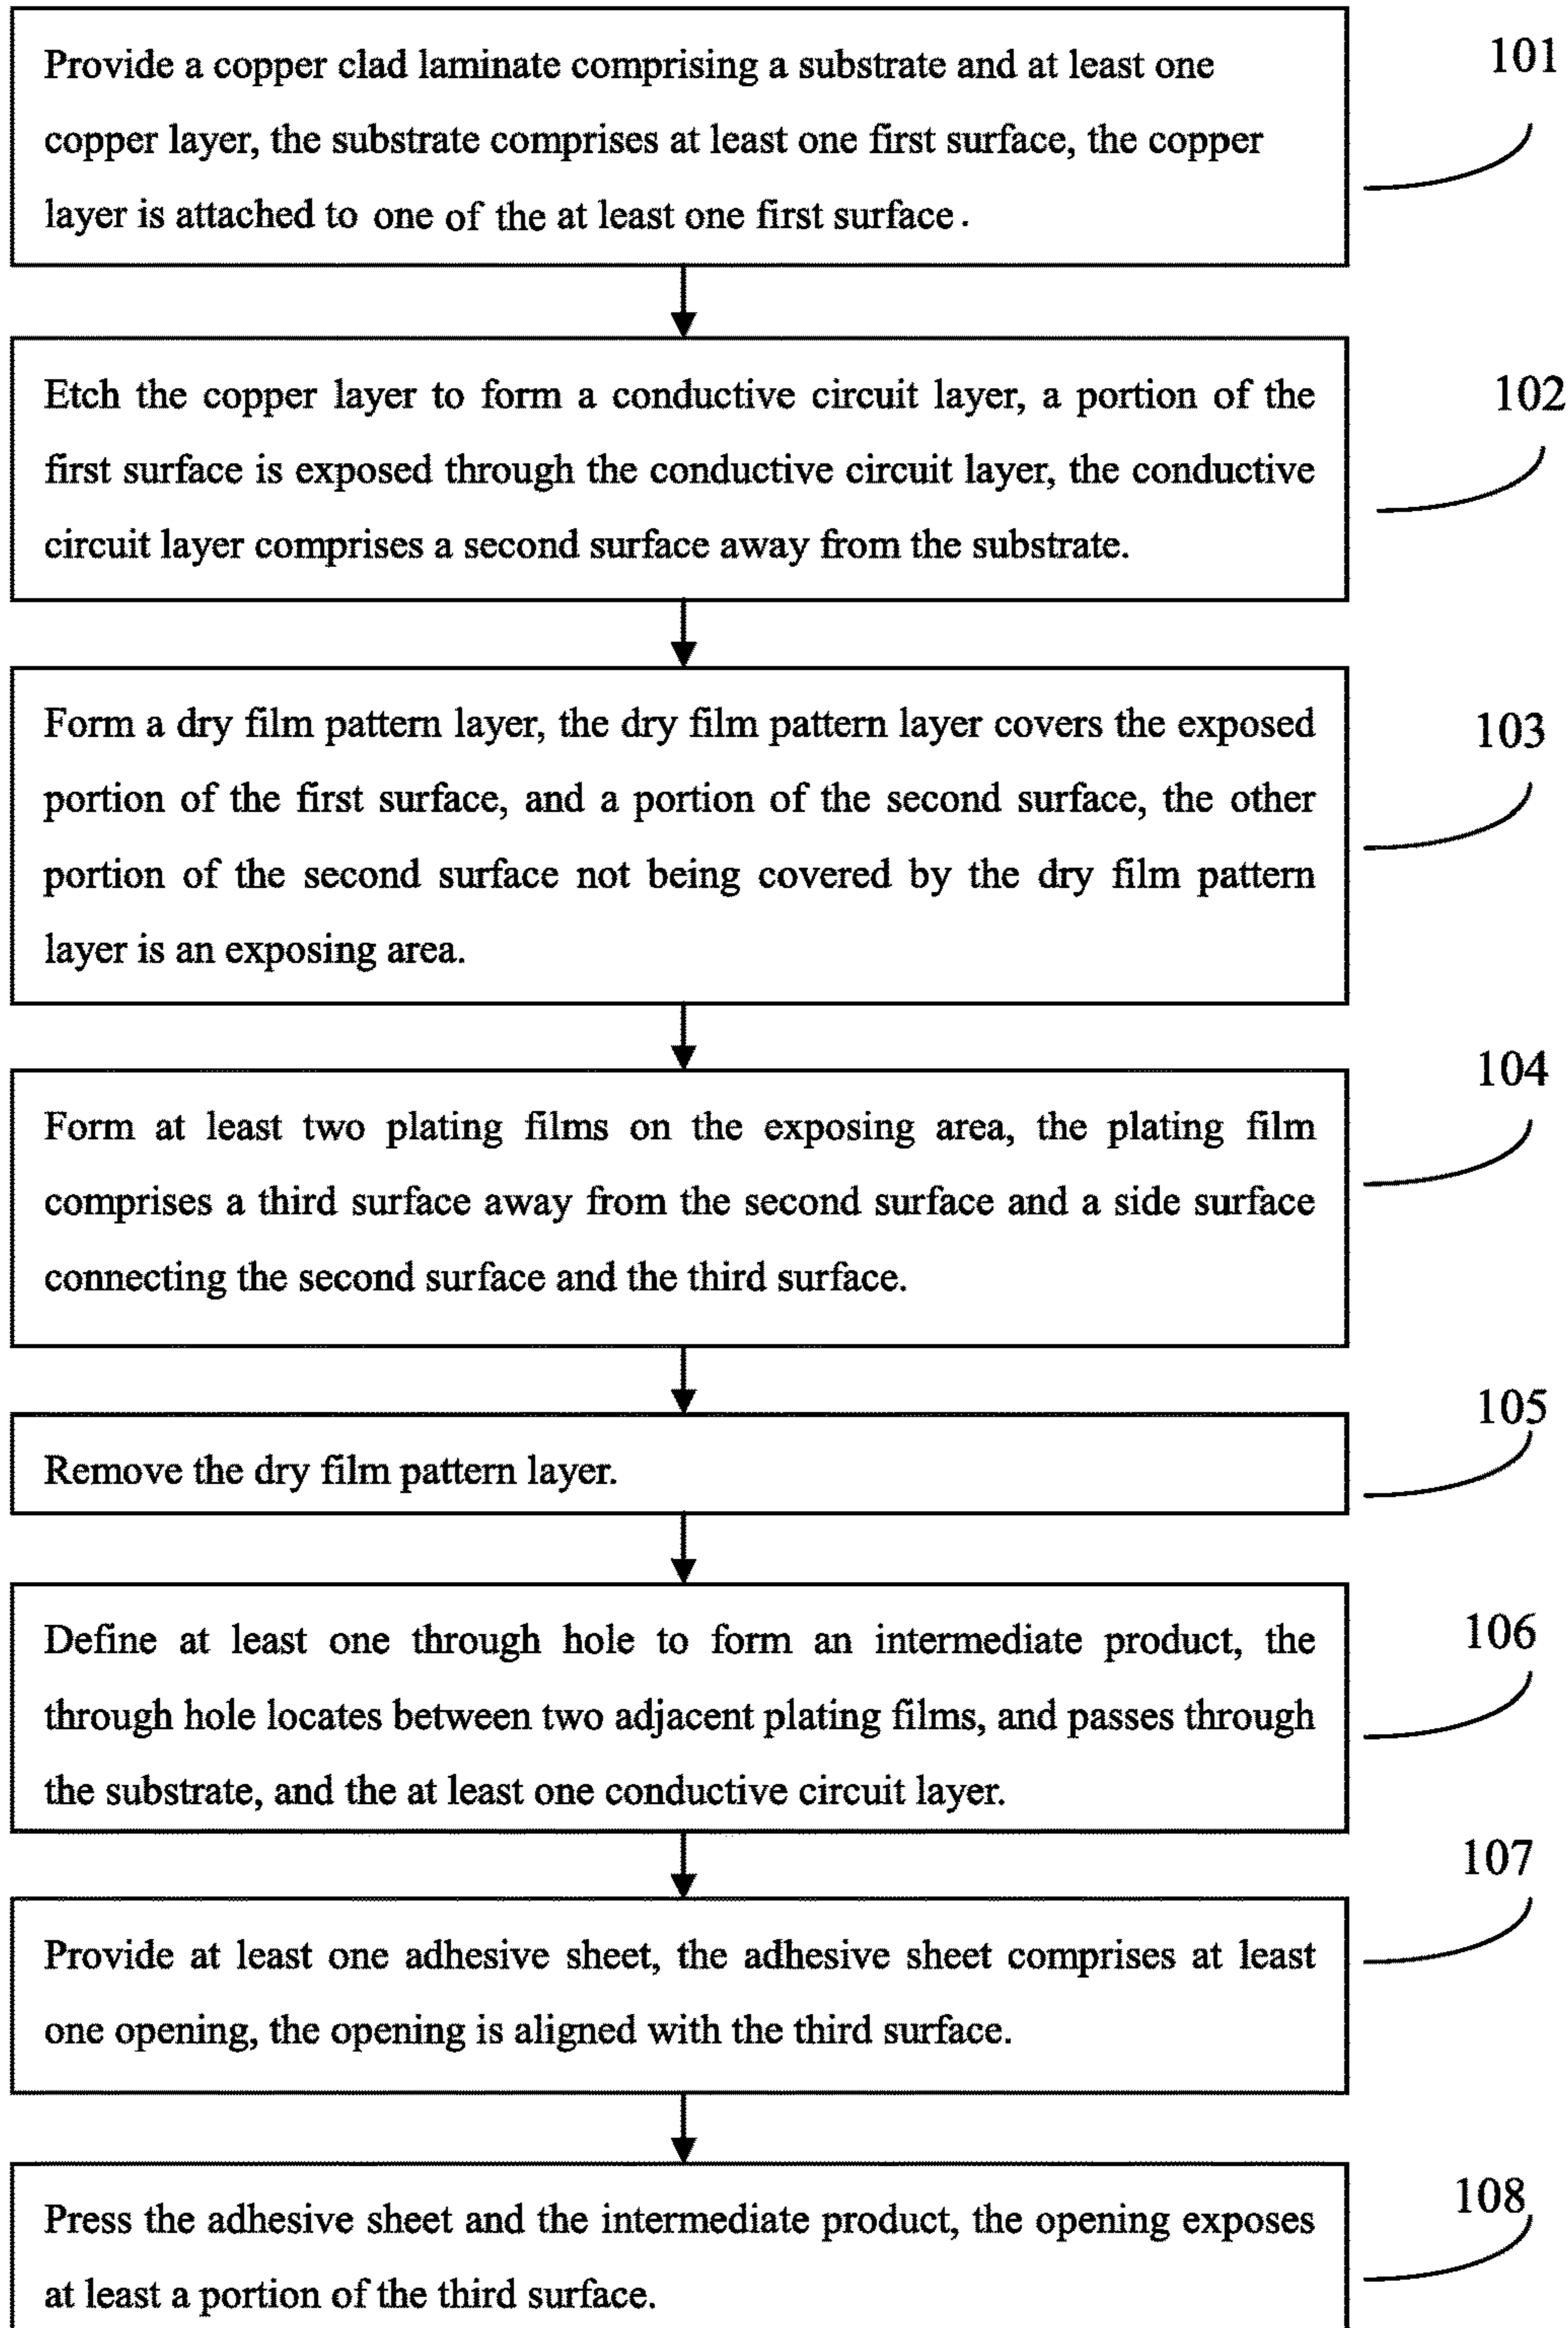 Provide a copper clad laminate comprising a substrate and at least one
copper layer, the substrate comprises at least one first surface, the copper
layer is attached to one of the at least one first surface.
101
Etch the copper layer to form a conductive circuit layer, a portion of the
first surface is exposed through the conductive circuit layer, the conductive
circuit layer comprises a second surface away from the substrate.
102
Form a dry film pattern layer, the dry film pattern layer covers the exposed
portion of the first surface, and a portion of the second surface, the other
portion of the second surface not being covered by the dry film pattern
layer is an exposing area.
103
Form at least two plating films on the exposing area, the plating film
comprises a third surface away from the second surface and a side surface
connecting the second surface and the third surface.
104
Remove the dry film pattern layer.
105
Define at least one through hole to form an intermediate product, the
through hole locates between two adjacent plating films, and passes through
the substrate, and the at least one conductive circuit layer.
106
Provide at least one adhesive sheet, the adhesive sheet comprises at least
one opening, the opening is aligned with the third surface.
107
Press the adhesive sheet and the intermediate product, the opening exposes
at least a portion of the third surface.
108